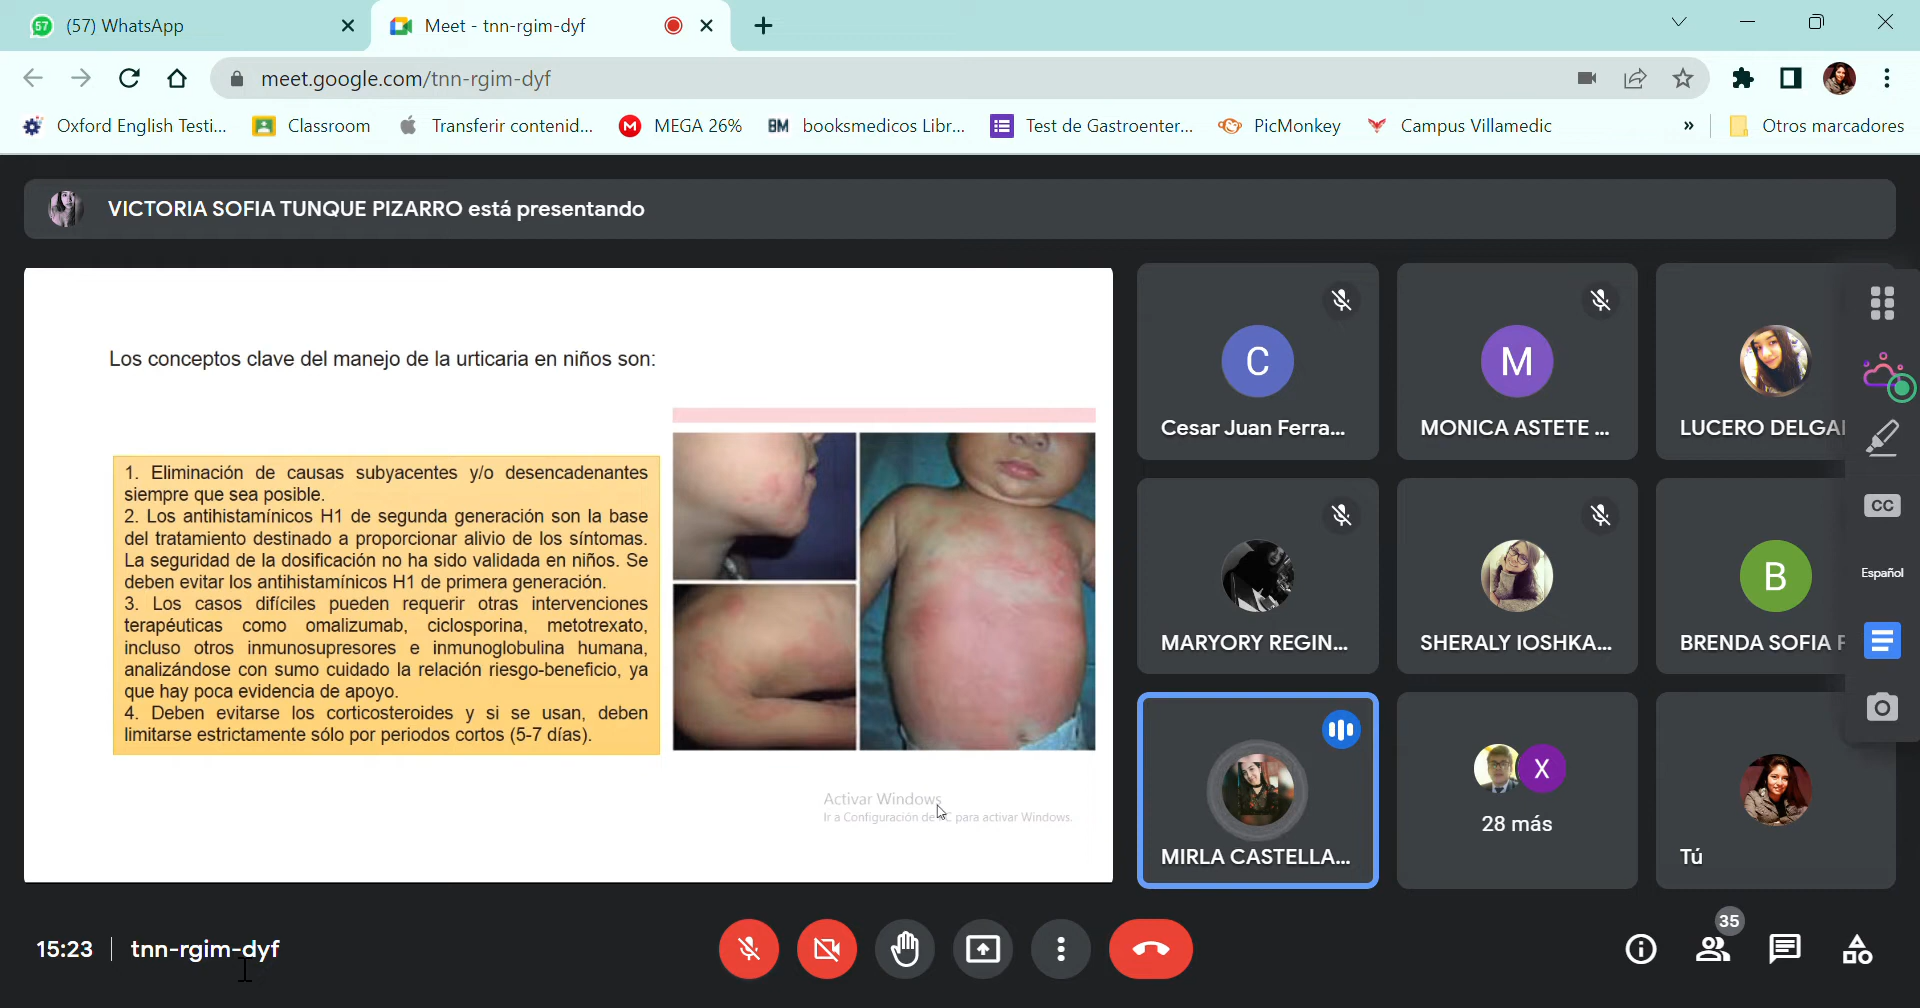 57
(57) WhatsApp
Meet - tnn-rgim-dyf
meet.google.com/tnn-rgim-dyf
Oxford English Testi...
Classroom
Transferir contenid...
M
MEGA 26%
BM
booksmedicos Libr...
Test de Gastroenter...
PicMonkey
Campus Villamedic
»
Otros marcadores
VICTORIA SOFIA TUNQUE PIZARRO está presentando
Los conceptos clave del manejo de la urticaria en niños son:
1. Eliminación de causas subyacentes y/o desencadenantes
siempre que sea posible.
2. Los antihistamínicos H1 de segunda generación son la base
del tratamiento destinado a proporcionar alivio de los síntomas.
La seguridad de la dosificación no ha sido validada en niños. Se
deben evitar los antihistamínicos H1 de primera generación.
3. Los casos difíciles pueden requerir otras intervenciones
terapéuticas como omalizumab, ciclosporina, metotrexato,
incluso otros inmunosupresores e inmunoglobulina humana,
analizándose con sumo cuidado la relación riesgo-beneficio, ya
que hay poca evidencia de apoyo.
4. Deben evitarse los corticosteroides y si se usan, deben
limitarse estrictamente sólo por periodos cortos (5-7 días).
Activar Windows
Ir a Configuración de para activar Windows.
C
Cesar Juan Ferra...
M
MONICA ASTETE ...
LUCERO DELGA
MARYORY REGIN...
SHERALY IOSHKA...
B
BRENDA SOFIA
MIRLA CASTELLA...
X
28 más
Tú
CC
Español
15:23
tnn-rgim-dyf
35